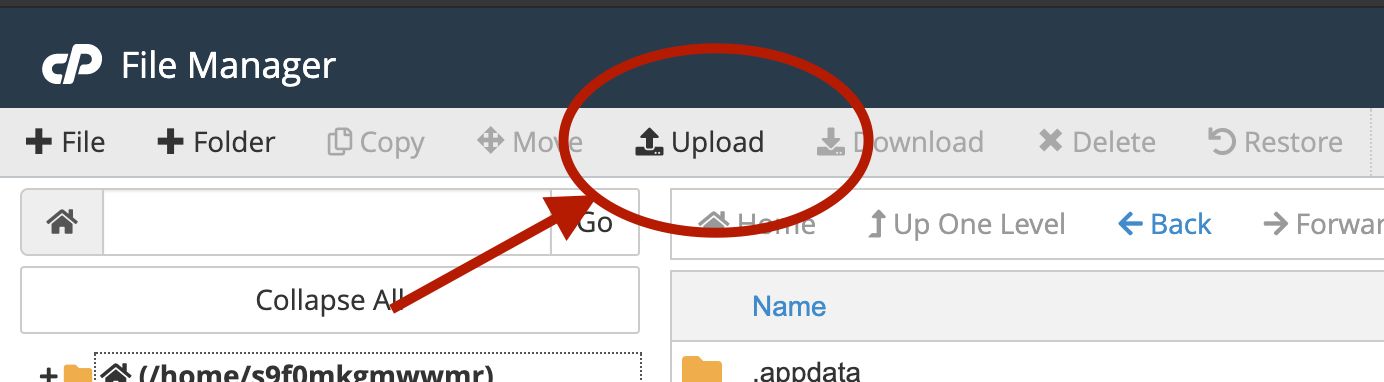 cP File Manager
File Folder Copy Move Upload Download Delete Restore
Go Home Up One Level Back Forwar
Collapse All
Name
(/home/s9f0mkgmwwmr)
.appdata